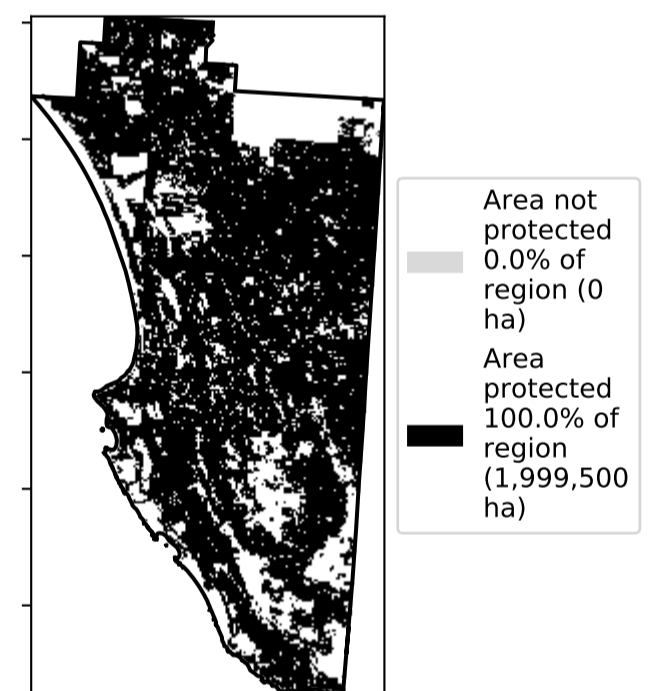 Area not
protected
0.0% of
region (0
ha)
Area
protected
100.0% of
region
(1,999,500
ha)